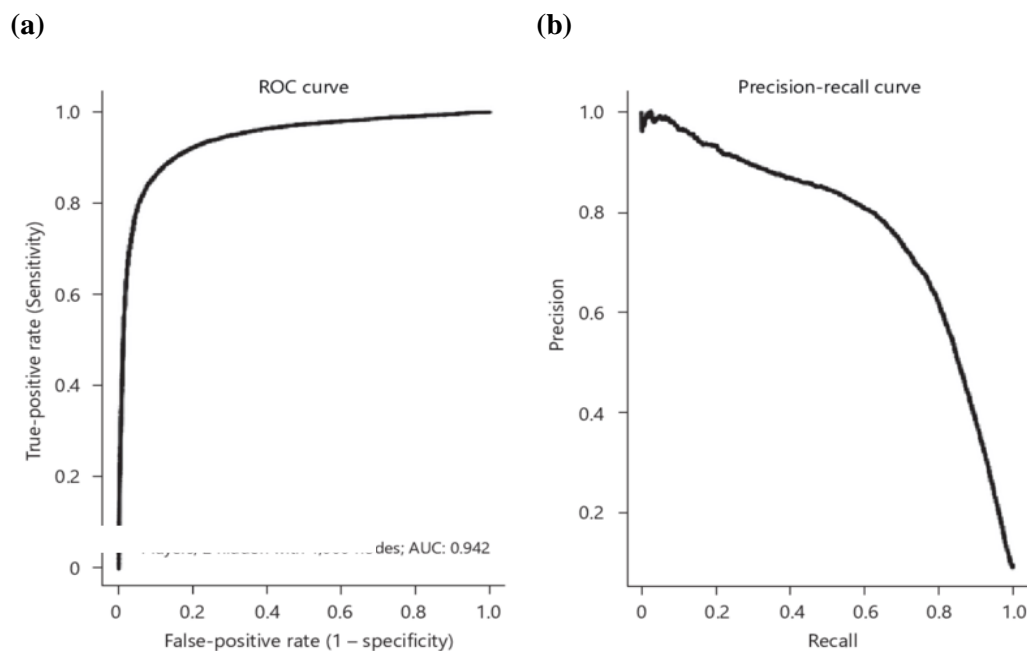 (a)
(b)
ROC curve
1.0
0.8
0.6
0.4
0.2
0
True-positive rate (Sensitivity)
AUC: 0.942
0 0.2 0.4 0.6 0.8 1.0
False-positive rate (1 – specificity)
Precision-recall curve
1.0
0.8
0.6
0.4
0.2
Precision
0 0.2 0.4 0.6 0.8 1.0
Recall